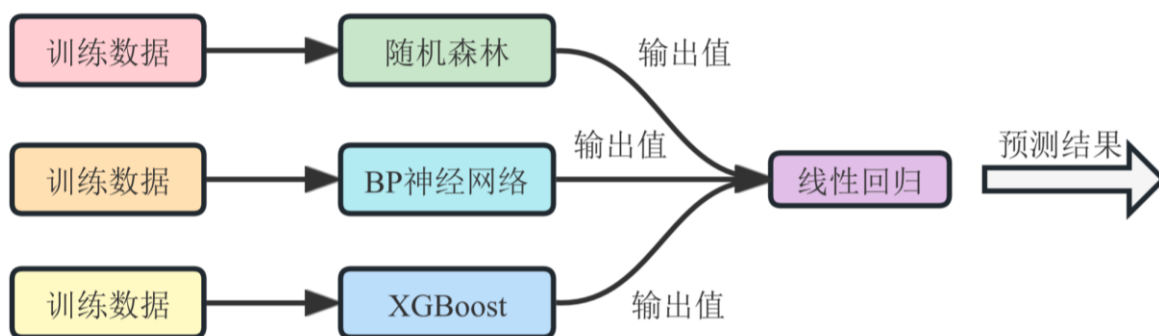 训练数据
随机森林
输出值
训练数据
BP神经网络
输出值
线性回归
预测结果
训练数据
XGBoost
输出值